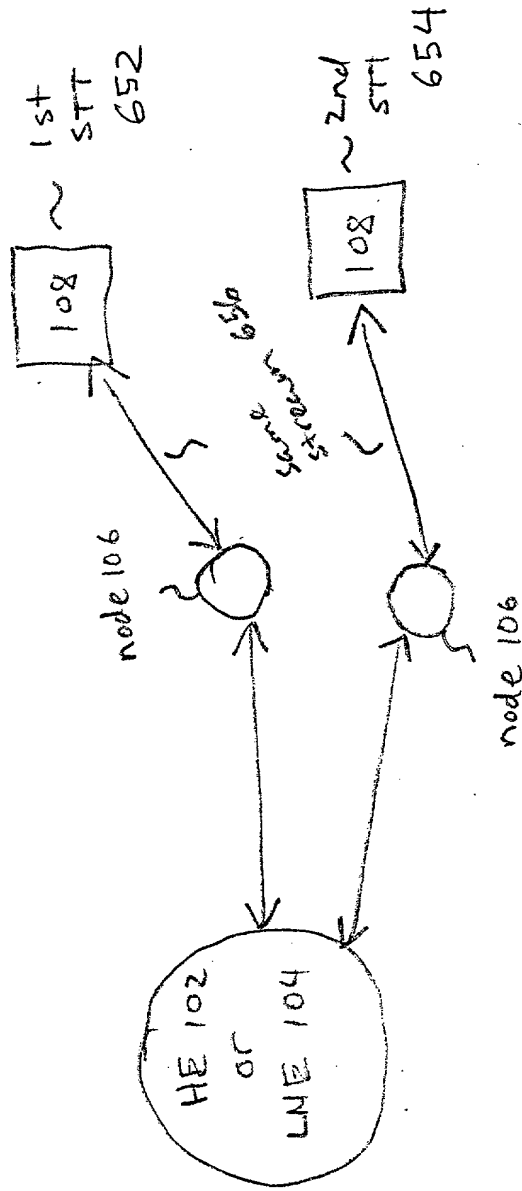 HE 102
or
LNE 104
node 106
node 106
same
stream 656
108
~ 1st
STT
652
108
~ 2nd
STT
654